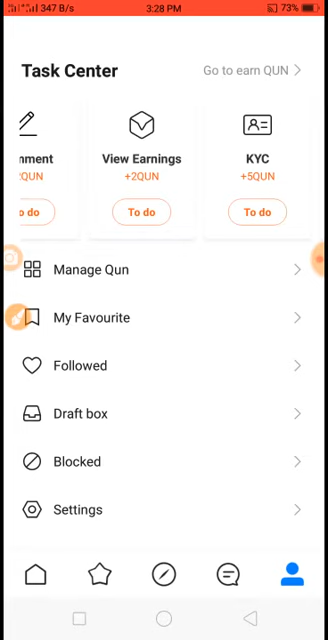 347 B/s
3:28 PM
73%
Task Center
Go to earn QUN
nment
View Earnings
KYC
QUN
+2QUN
+5QUN
o do
To do
To do
Manage Qun
My Favourite
Followed
Draft box
Blocked
Settings